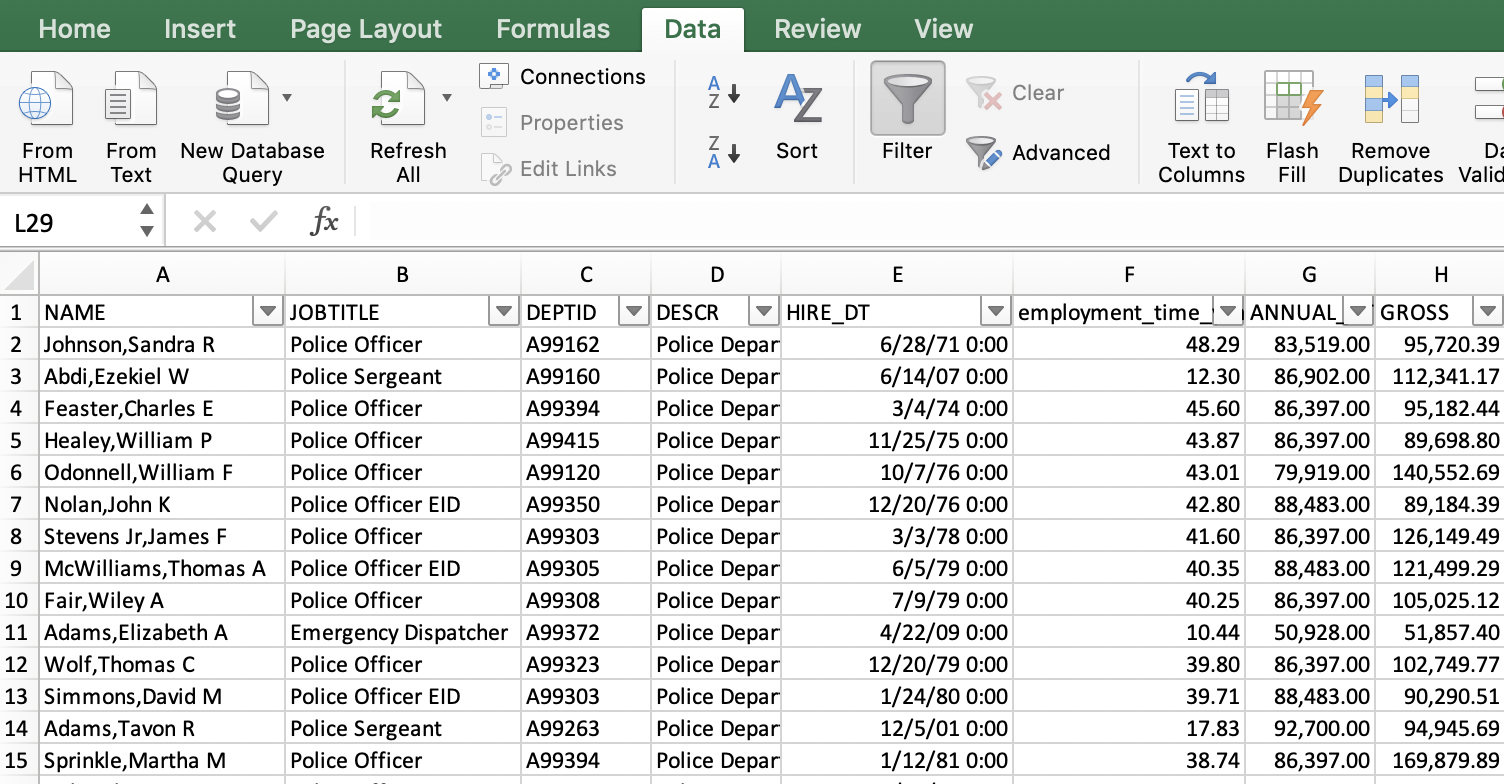 Home Insert Page Layout Formulas Data Review View
From HTML From Text New Database Query Refresh All Connections Properties Edit Links A Z Z A AZ Sort Filter Clear Advanced Text to Columns Flash Fill Remove Duplicates
L29 fx
A B C D E F G H
1 NAME JOBTITLE DEPTID DESCR HIRE_DT employment_time_ ANNUAL_ GROSS
2 Johnson,Sandra R Police Officer A99162 Police Depar 6/28/71 0:00 48.29 83,519.00 95,720.39
3 Abdi,Ezekiel W Police Sergeant A99160 Police Depar 6/14/07 0:00 12.30 86,902.00 112,341.17
4 Feaster,Charles E Police Officer A99394 Police Depar 3/4/74 0:00 45.60 86,397.00 95,182.44
5 Healey,William P Police Officer A99415 Police Depar 11/25/75 0:00 43.87 86,397.00 89,698.80
6 Odonnell,William F Police Officer A99120 Police Depar 10/7/76 0:00 43.01 79,919.00 140,552.69
7 Nolan,John K Police Officer EID A99350 Police Depar 12/20/76 0:00 42.80 88,483.00 89,184.39
8 Stevens Jr,James F Police Officer A99303 Police Depar 3/3/78 0:00 41.60 86,397.00 126,149.49
9 McWilliams,Thomas A Police Officer EID A99305 Police Depar 6/5/79 0:00 40.35 88,483.00 121,499.29
10 Fair,Wiley A Police Officer A99308 Police Depar 7/9/79 0:00 40.25 86,397.00 105,025.12
11 Adams,Elizabeth A Emergency Dispatcher A99372 Police Depar 4/22/09 0:00 10.44 50,928.00 51,857.40
12 Wolf,Thomas C Police Officer A99323 Police Depar 12/20/79 0:00 39.80 86,397.00 102,749.77
13 Simmons,David M Police Officer EID A99303 Police Depar 1/24/80 0:00 39.71 88,483.00 90,290.51
14 Adams,Tavon R Police Sergeant A99263 Police Depar 12/5/01 0:00 17.83 92,700.00 94,945.69
15 Sprinkle,Martha M Police Officer A99394 Police Depar 1/12/81 0:00 38.74 86,397.00 169,879.89